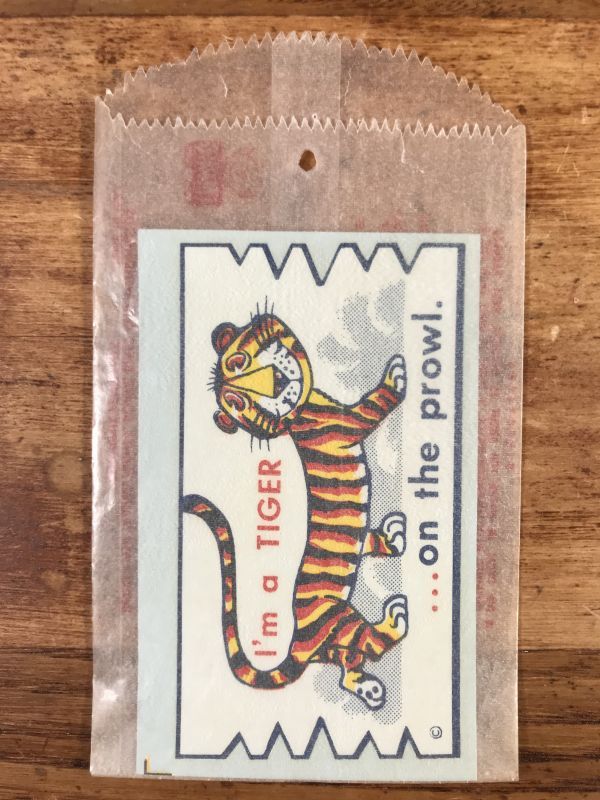 I'm a TIGER
...on the prowl.
©